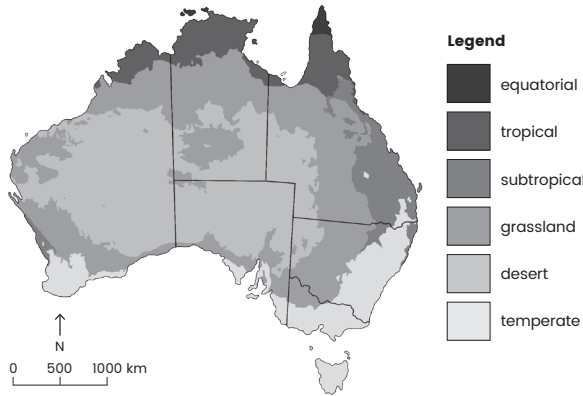 Legend
equatorial
tropical
subtropical
grassland
desert
temperate
N
0 500 1000 km